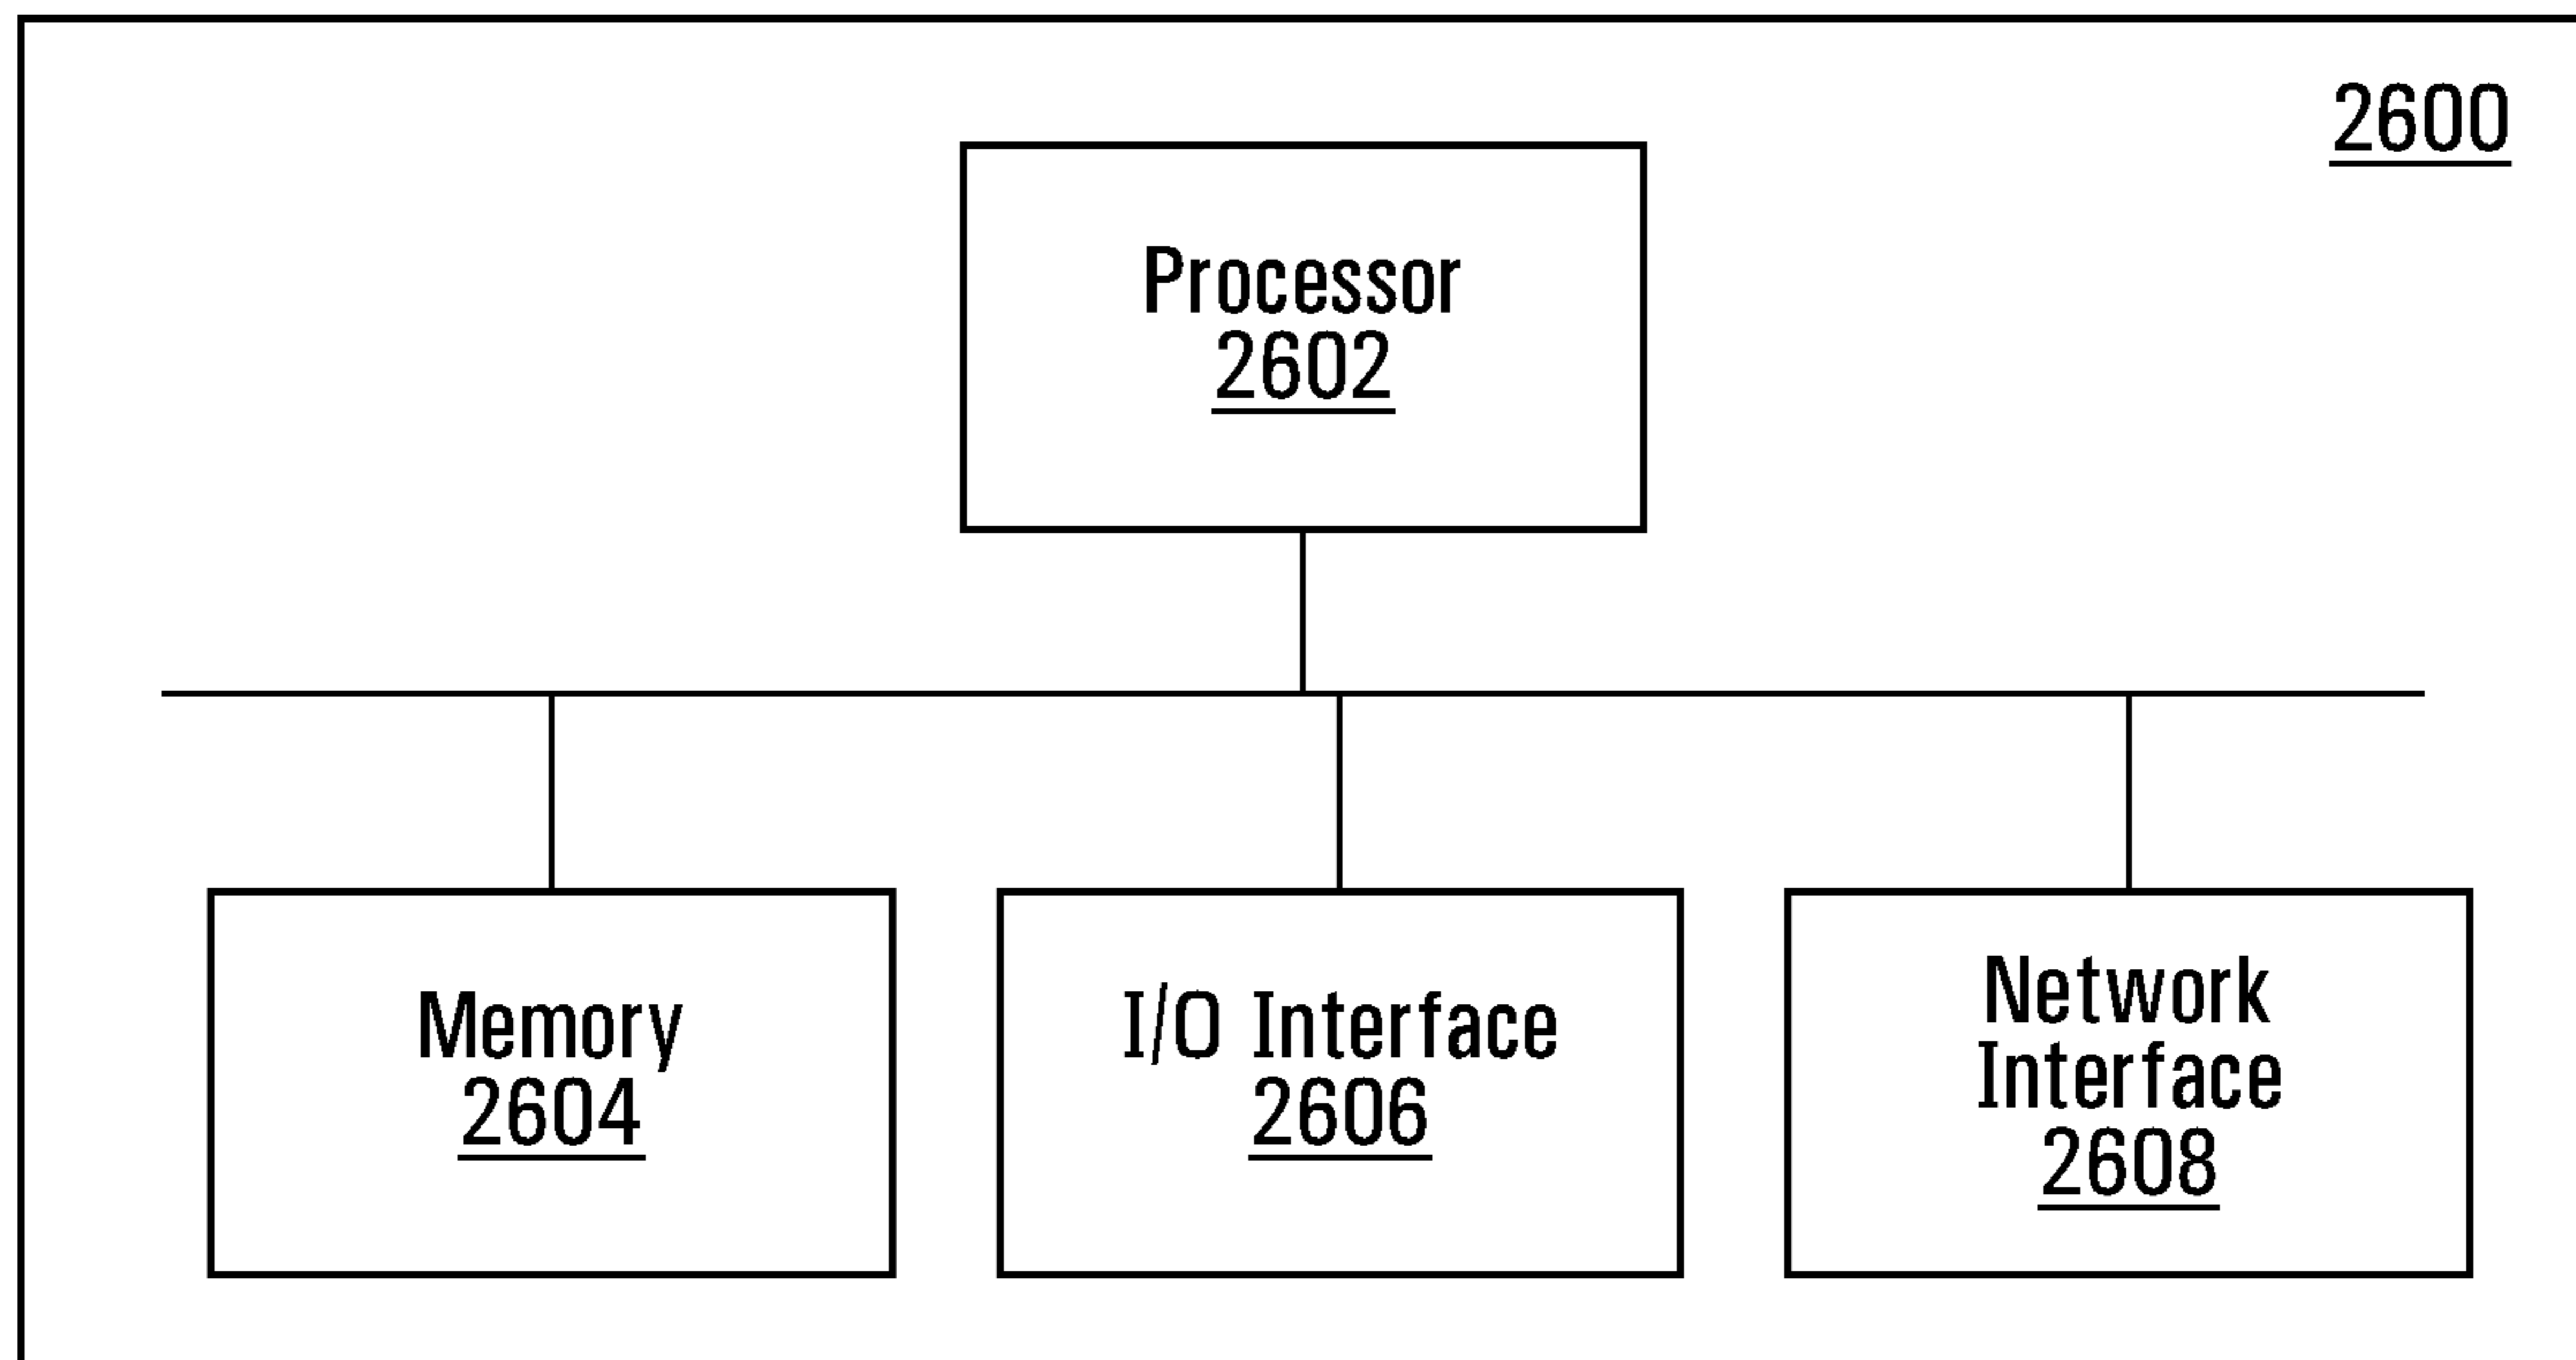 2600
Processor
2602
Memory
2604
I/O Interface
2606
Network
Interface
2608